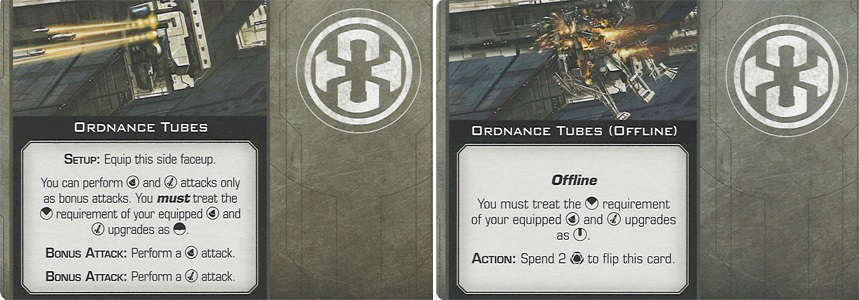 ORDNANCE TUBES
SETUP: Equip this side faceup.
You can perform and attacks only
as bonus attacks. You must treat the
requirement of your equipped and
upgrades as .
BONUS ATTACK: Perform a attack.
BONUS ATTACK: Perform a attack.
ORDNANCE TUBES (OFFLINE)
Offline
You must treat the requirement
of your equipped and upgrades
as .
ACTION: Spend 2 to flip this card.